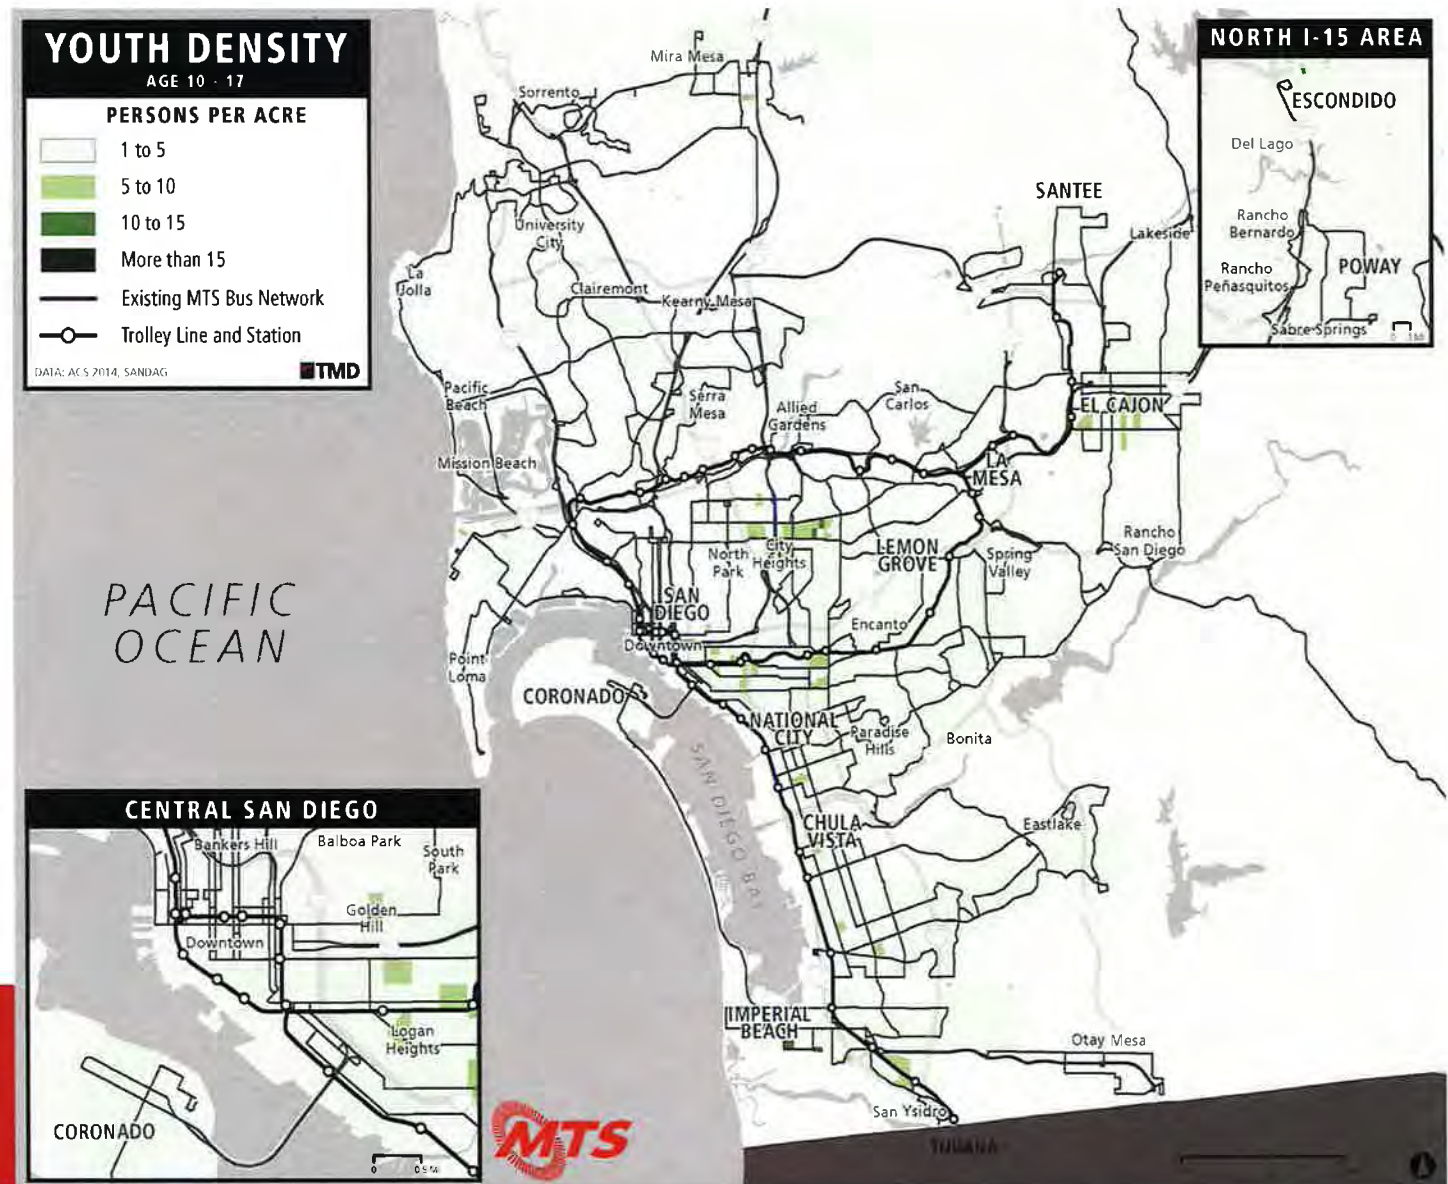 YOUTH DENSITY
AGE 10 - 17
PERSONS PER ACRE
1 to 5
5 to 10
10 to 15
More than 15
Existing MTS Bus Network
Trolley Line and Station
DATA: ACS 2014, SANDAG
TMD
NORTH I-15 AREA
ESCONDIDO
Del Lago
Rancho
Bernardo
Rancho
Peñasquitos
POWAY
Sabre Springs
0
Mira Mesa
Sorrento
SANTEE
University
City
Lakeside
La
Jolla
Clairemont
Kearny Mesa
Pacific
Beach
Serra
Mesa
Allied
Gardens
San
Carlos
EL CAJON
Mission Beach
LA
MESA
North
Park
City
Heights
LEMON
GROVE
Spring
Valley
Rancho
San Diego
PACIFIC
OCEAN
SAN
DIEGO
Encanto
Downtown
Point
Loma
CORONADO
NATIONAL
CITY
Paradise
Hills
Bonita
SAN DIEGO BAY
CHULA
VISTA
Eastlake
IMPERIAL
BEACH
Otay Mesa
San Ysidro
TIJUANA
CENTRAL SAN DIEGO
Bankers Hill
Balboa Park
South
Park
Golden
Hill
Downtown
Logan
Heights
CORONADO
0
MTS